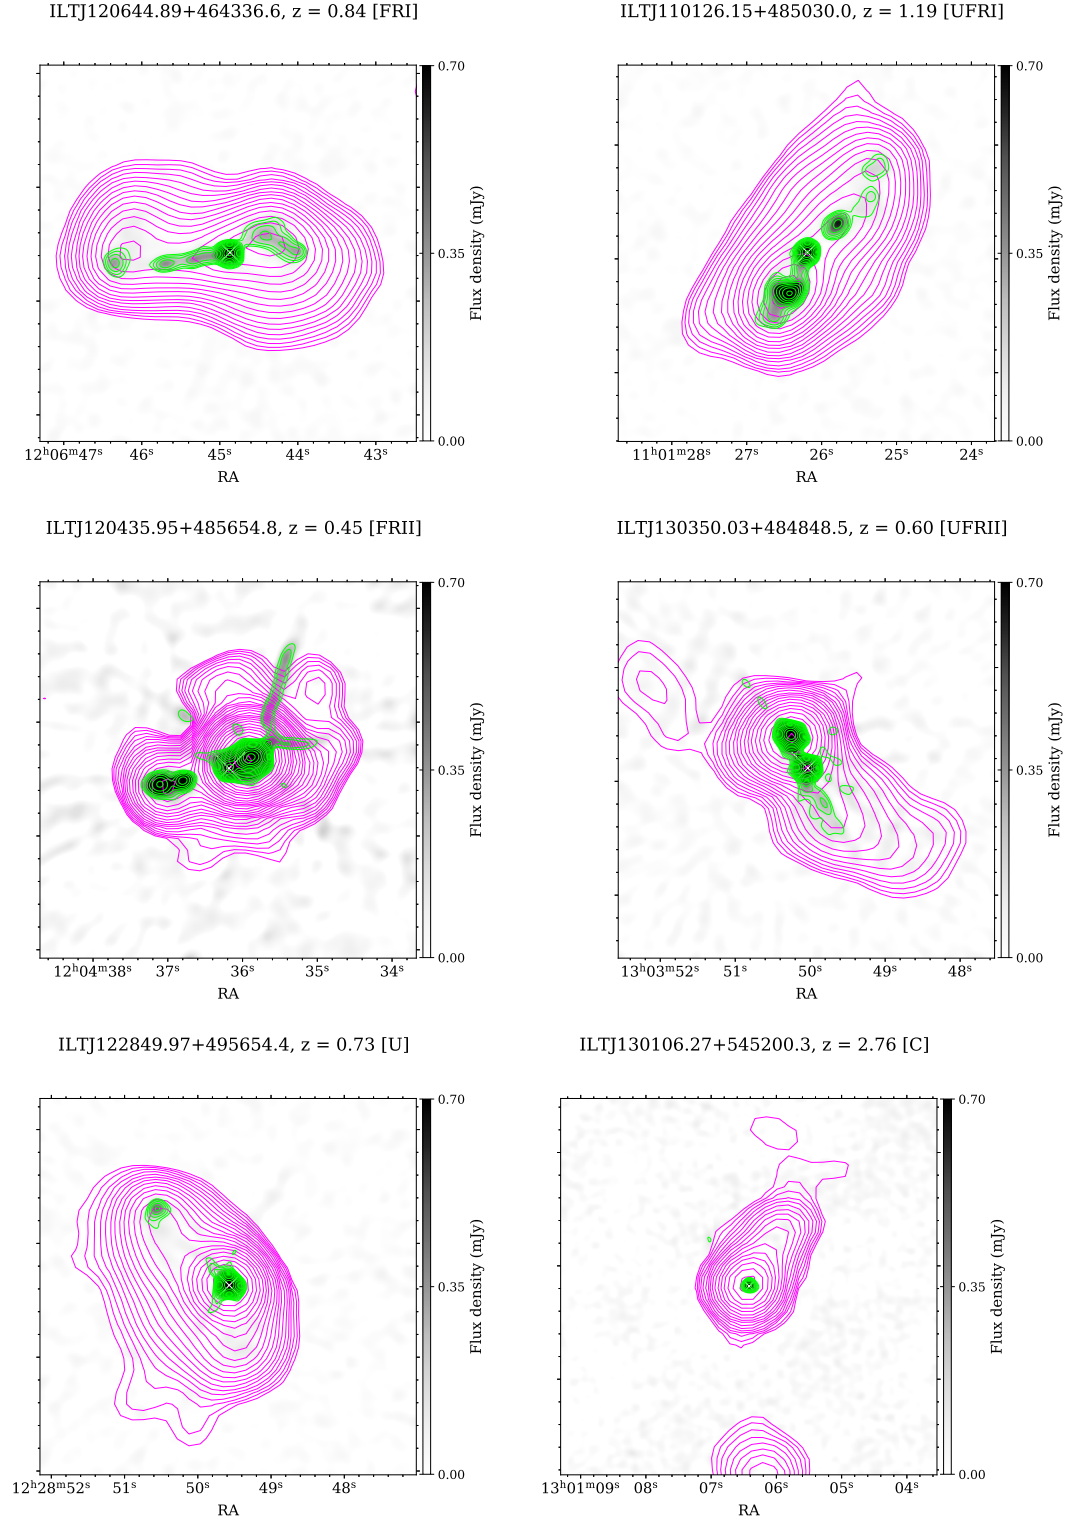 ILTJ120644.89+464336.6, z = 0.84 [FRI]
0.70
0.35
0.00
Flux density (mJy)
12ʰ06ᵐ47ˢ 46ˢ 45ˢ 44ˢ 43ˢ
RA
ILTJ110126.15+485030.0, z = 1.19 [UFRI]
0.70
0.35
0.00
Flux density (mJy)
11ʰ01ᵐ28ˢ 27ˢ 26ˢ 25ˢ 24ˢ
RA
ILTJ120435.95+485654.8, z = 0.45 [FRII]
0.70
0.35
0.00
Flux density (mJy)
12ʰ04ᵐ38ˢ 37ˢ 36ˢ 35ˢ 34ˢ
RA
ILTJ130350.03+484848.5, z = 0.60 [UFRII]
0.70
0.35
0.00
Flux density (mJy)
13ʰ03ᵐ52ˢ 51ˢ 50ˢ 49ˢ 48ˢ
RA
ILTJ122849.97+495654.4, z = 0.73 [U]
0.70
0.35
0.00
Flux density (mJy)
12ʰ28ᵐ52ˢ 51ˢ 50ˢ 49ˢ 48ˢ
RA
ILTJ130106.27+545200.3, z = 2.76 [C]
0.70
0.35
0.00
Flux density (mJy)
13ʰ01ᵐ09ˢ 08ˢ 07ˢ 06ˢ 05ˢ 04ˢ
RA